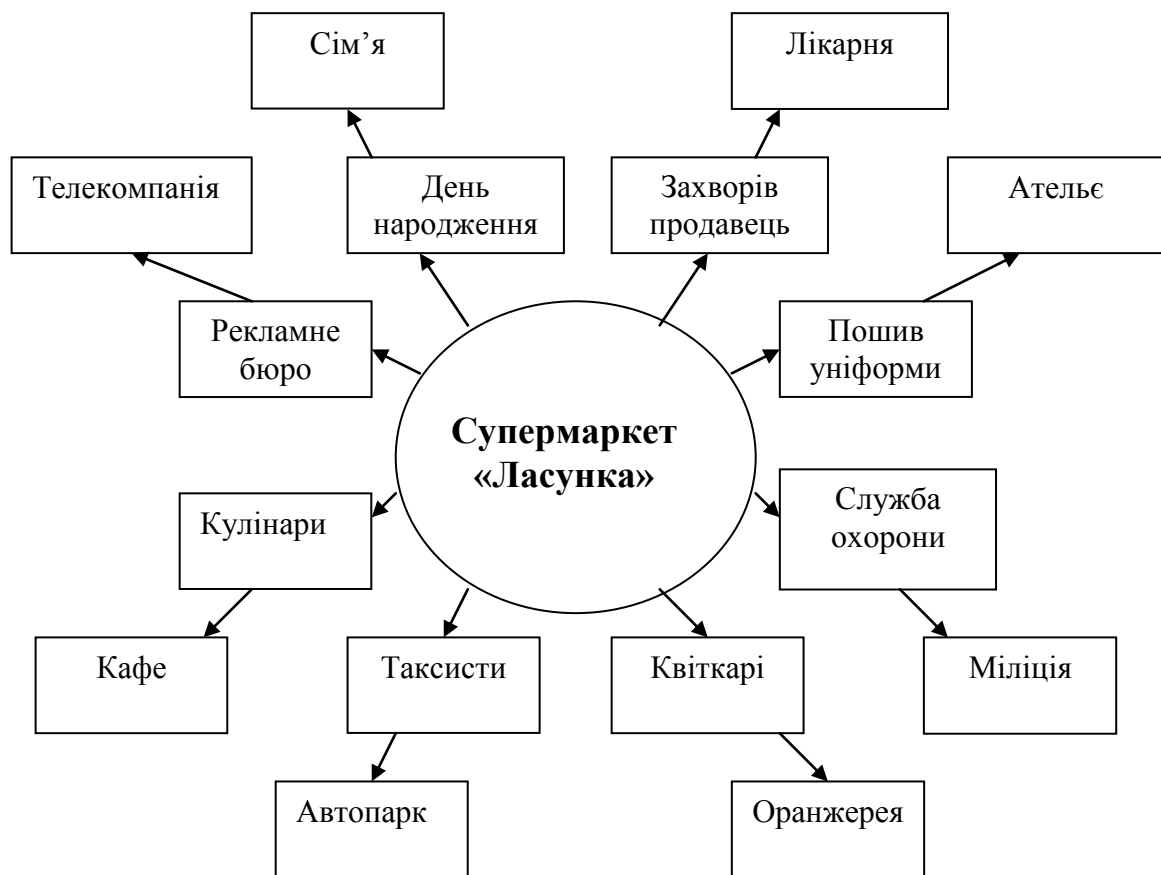 Сім’я
Лікарня
Телекомпанія
День
народження
Захворів
продавець
Ательє
Рекламне
бюро
Пошив
уніформи
Супермаркет
«Ласунка»
Кулінари
Служба
охорони
Кафе
Таксисти
Квіткарі
Міліція
Автопарк
Оранжерея